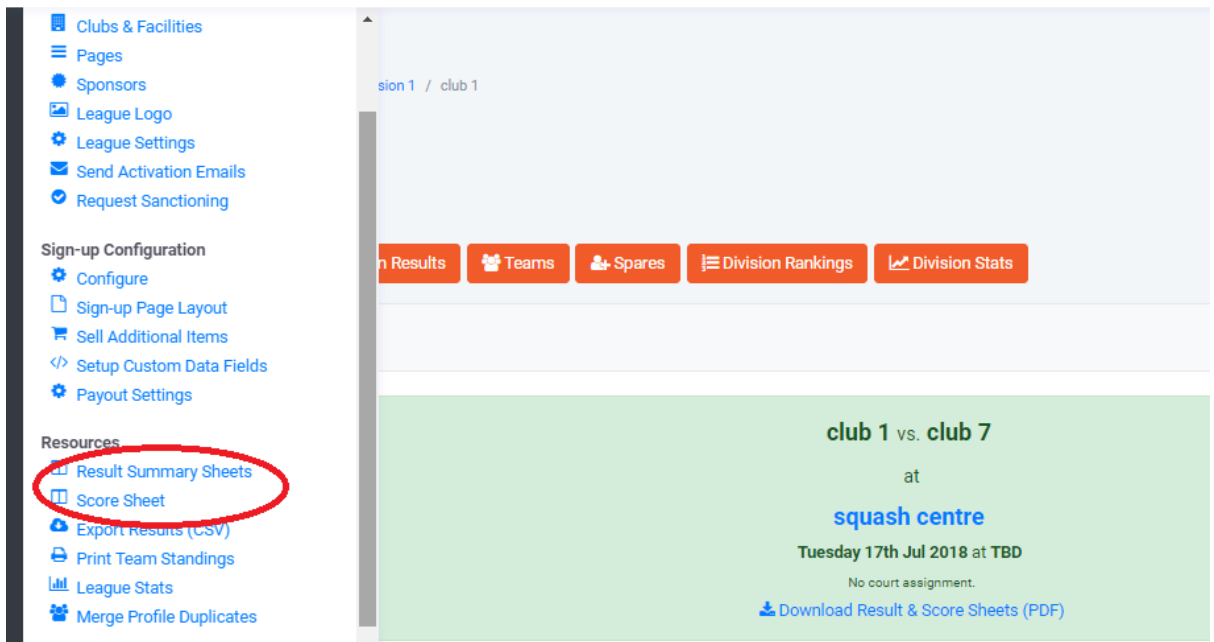 Clubs & Facilities
Pages
Sponsors
League Logo
League Settings
Send Activation Emails
Request Sanctioning
Sign-up Configuration
Configure
Sign-up Page Layout
Sell Additional Items
Setup Custom Data Fields
Payout Settings
Resources
Result Summary Sheets
Score Sheet
Export Results (CSV)
Print Team Standings
League Stats
Merge Profile Duplicates
sion 1 / club 1
n Results Teams Spares Division Rankings Division Stats
club 1 vs. club 7
at
squash centre
Tuesday 17th Jul 2018 at TBD
No court assignment.
Download Result & Score Sheets (PDF)